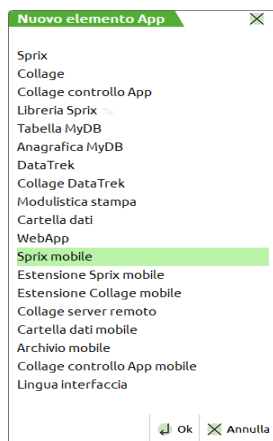 Nuovo elemento App
Sprix
Collage
Collage controllo App
Libreria Sprix
Tabella MyDB
Anagrafica MyDB
DataTrek
Collage DataTrek
Modulistica stampa
Cartella dati
WebApp
Sprix mobile
Estensione Sprix mobile
Estensione Collage mobile
Collage server remoto
Cartella dati mobile
Archivio mobile
Collage controllo App mobile
Lingua interfaccia
Ok Annulla